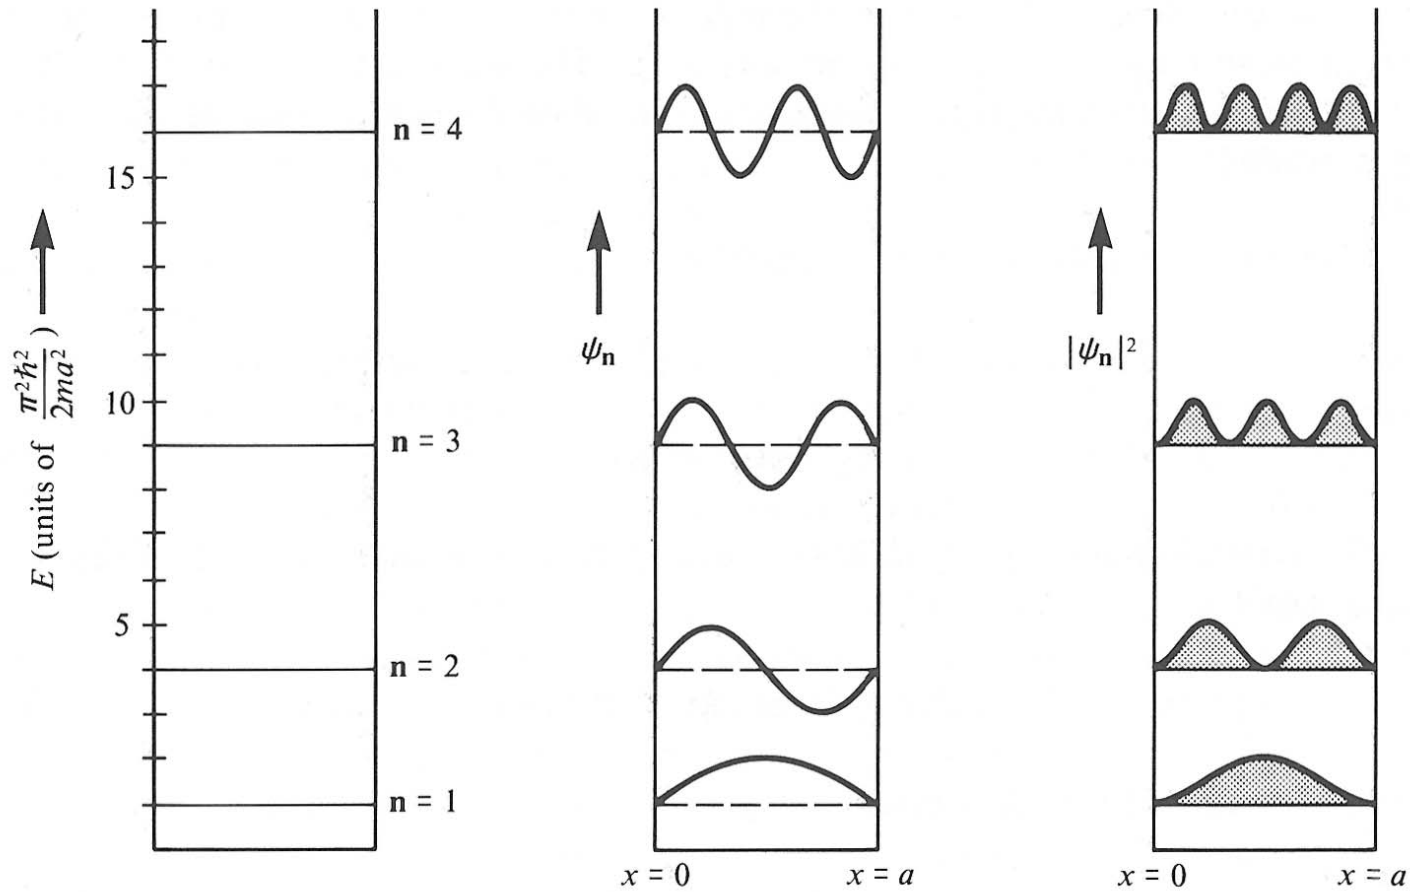 n = 4
15
E (units of π²ħ²/2ma²)
ψn
|ψn|²
10
n = 3
5
n = 2
n = 1
x = 0
x = a
x = 0
x = a